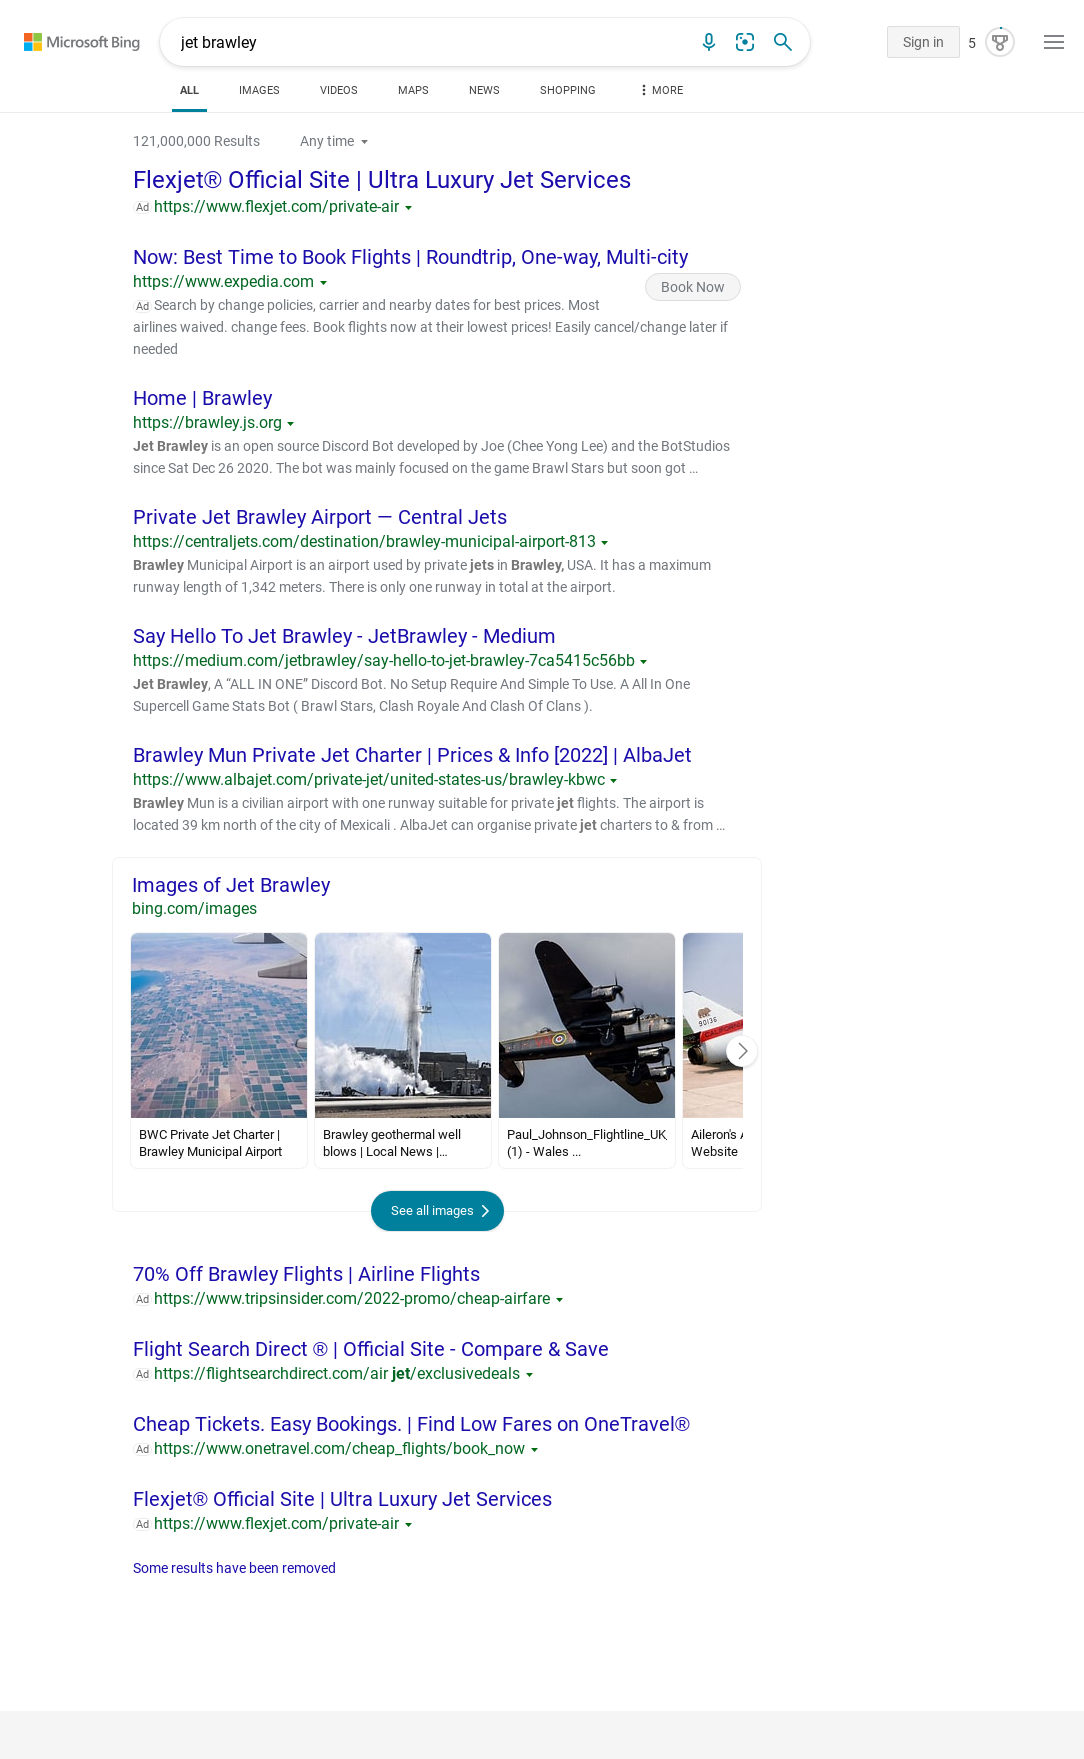 Microsoft Bing
jet brawley
Sign in
5
ALL
IMAGES
VIDEOS
MAPS
NEWS
SHOPPING
MORE
121,000,000 Results
Any time
Flexjet® Official Site | Ultra Luxury Jet Services
Ad https://www.flexjet.com/private-air
Now: Best Time to Book Flights | Roundtrip, One-way, Multi-city
https://www.expedia.com
Book Now
Ad Search by change policies, carrier and nearby dates for best prices. Most
airlines waived. change fees. Book flights now at their lowest prices! Easily cancel/change later if
needed
Home | Brawley
https://brawley.js.org
Jet Brawley is an open source Discord Bot developed by Joe (Chee Yong Lee) and the BotStudios
since Sat Dec 26 2020. The bot was mainly focused on the game Brawl Stars but soon got …
Private Jet Brawley Airport — Central Jets
https://centraljets.com/destination/brawley-municipal-airport-813
Brawley Municipal Airport is an airport used by private jets in Brawley, USA. It has a maximum
runway length of 1,342 meters. There is only one runway in total at the airport.
Say Hello To Jet Brawley - JetBrawley - Medium
https://medium.com/jetbrawley/say-hello-to-jet-brawley-7ca5415c56bb
Jet Brawley, A “ALL IN ONE” Discord Bot. No Setup Require And Simple To Use. A All In One
Supercell Game Stats Bot ( Brawl Stars, Clash Royale And Clash Of Clans ).
Brawley Mun Private Jet Charter | Prices & Info [2022] | AlbaJet
https://www.albajet.com/private-jet/united-states-us/brawley-kbwc
Brawley Mun is a civilian airport with one runway suitable for private jet flights. The airport is
located 39 km north of the city of Mexicali . AlbaJet can organise private jet charters to & from …
Images of Jet Brawley
bing.com/images
90136
CALIFORN
BWC Private Jet Charter |
Brawley Municipal Airport
Brawley geothermal well
blows | Local News |…
Paul_Johnson_Flightline_UK_
(1) - Wales ...
Aileron's A
Website
See all images
70% Off Brawley Flights | Airline Flights
Ad https://www.tripsinsider.com/2022-promo/cheap-airfare
Flight Search Direct ® | Official Site - Compare & Save
Ad https://flightsearchdirect.com/air jet/exclusivedeals
Cheap Tickets. Easy Bookings. | Find Low Fares on OneTravel®
Ad https://www.onetravel.com/cheap_flights/book_now
Flexjet® Official Site | Ultra Luxury Jet Services
Ad https://www.flexjet.com/private-air
Some results have been removed